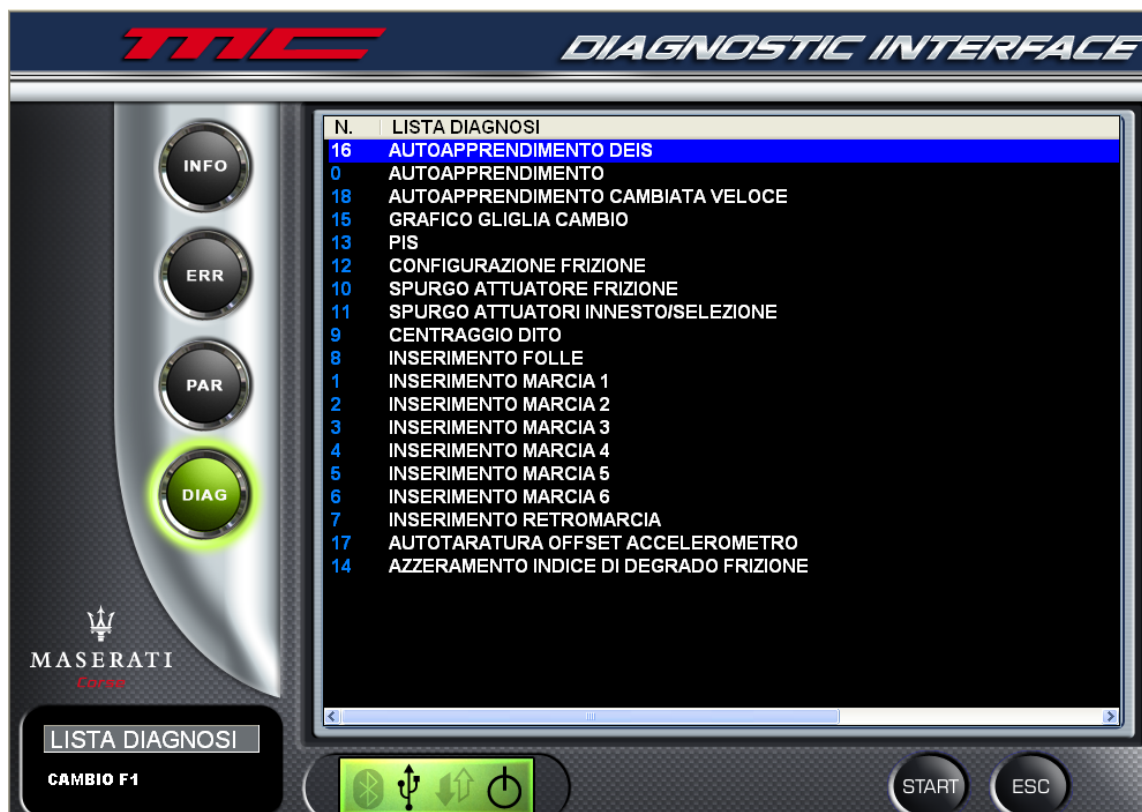 MC DIAGNOSTIC INTERFACE
N. LISTA DIAGNOSI
16 AUTOAPPRENDIMENTO DEIS
0 AUTOAPPRENDIMENTO
18 AUTOAPPRENDIMENTO CAMBIATA VELOCE
15 GRAFICO GLIGLIA CAMBIO
13 PIS
12 CONFIGURAZIONE FRIZIONE
10 SPURGO ATTUATORE FRIZIONE
11 SPURGO ATTUATORI INNESTO/SELEZIONE
9 CENTRAGGIO DITO
8 INSERIMENTO FOLLE
1 INSERIMENTO MARCIA 1
2 INSERIMENTO MARCIA 2
3 INSERIMENTO MARCIA 3
4 INSERIMENTO MARCIA 4
5 INSERIMENTO MARCIA 5
6 INSERIMENTO MARCIA 6
7 INSERIMENTO RETROMARCIA
17 AUTOTARATURA OFFSET ACCELEROMETRO
14 AZZERAMENTO INDICE DI DEGRADO FRIZIONE
INFO
ERR
PAR
DIAG
MASERATI
Corse
LISTA DIAGNOSI
CAMBIO F1
START
ESC